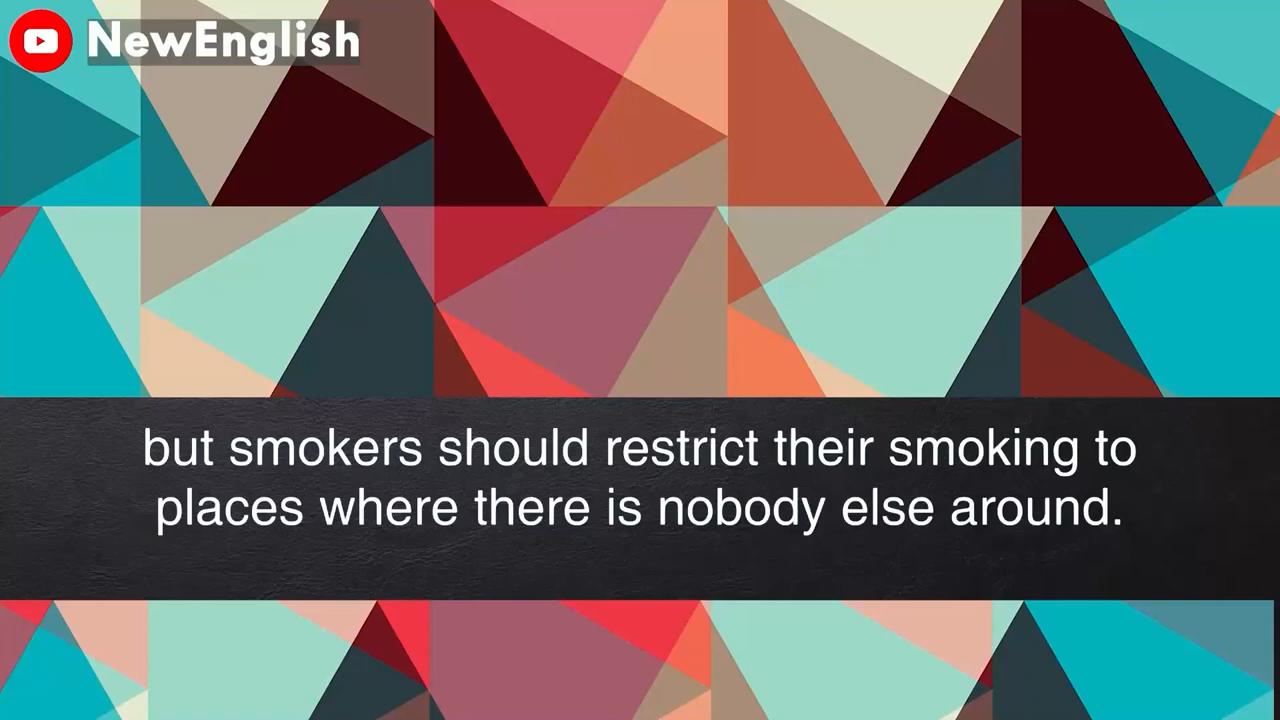 NewEnglish
but smokers should restrict their smoking to
places where there is nobody else around.